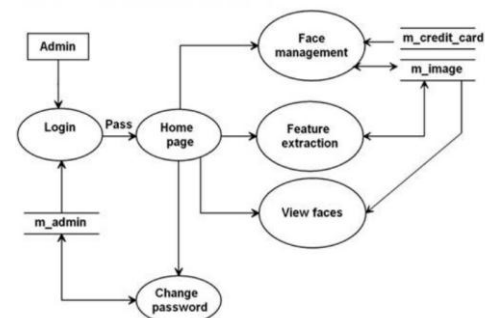 Admin
Face
management
m_credit_card
m_image
Login
Pass
Home
page
Feature
extraction
View faces
m_admin
Change
password